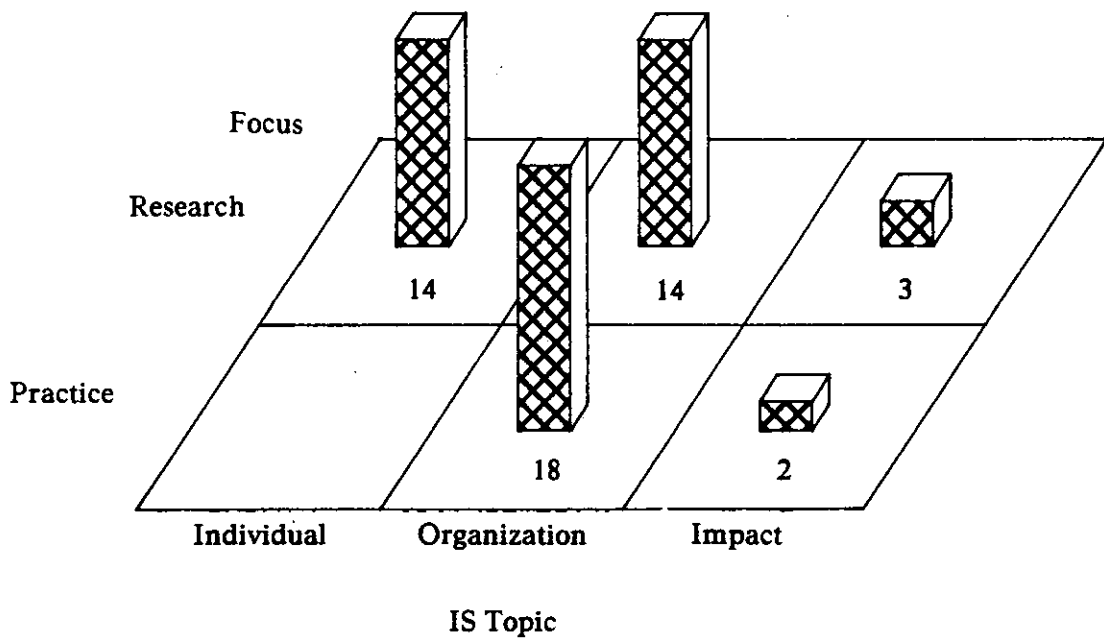 Focus
Research
14 14 3
Practice
18 2
Individual Organization Impact
IS Topic